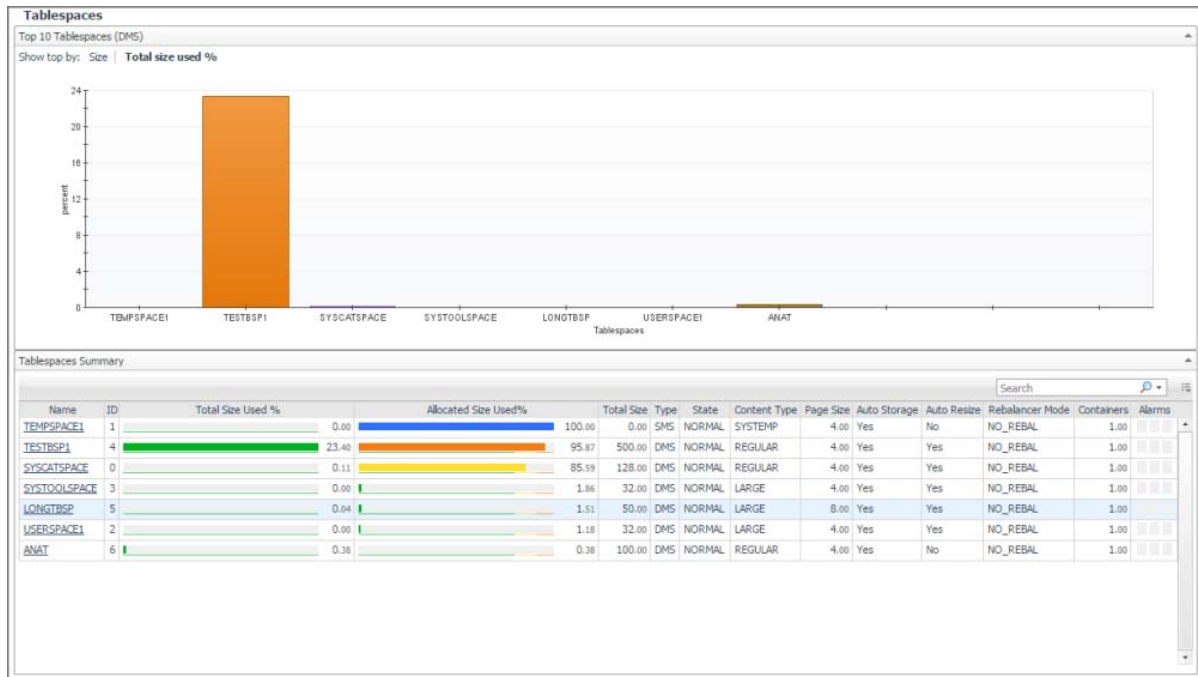 Tablespaces
Top 10 Tablespaces (DMS)
Show top by: Size | Total size used %
24
20
16
12
8
4
0
percent
TEMPSPACE1 TESTBSP1 SYSCATSPACE SYSTOOLSPACE LONGTBSP USERSPACE1 ANAT
Tablespaces
Tablespaces Summary
Search
Name ID Total Size Used % Allocated Size Used% Total Size Type State Content Type Page Size Auto Storage Auto Resize Rebalancer Mode Containers Alarms
TEMPSPACE1 1 0.00 100.00 0.00 SMS NORMAL SYSTEMP 4.00 Yes No NO_REBAL 1.00
TESTBSP1 4 23.40 95.87 500.00 DMS NORMAL REGULAR 4.00 Yes Yes NO_REBAL 1.00
SYSCATSPACE 0 0.11 85.59 128.00 DMS NORMAL REGULAR 4.00 Yes Yes NO_REBAL 1.00
SYSTOOLSPACE 3 0.00 1.86 32.00 DMS NORMAL LARGE 4.00 Yes Yes NO_REBAL 1.00
LONGTBSP 5 0.04 1.51 50.00 DMS NORMAL LARGE 8.00 Yes Yes NO_REBAL 1.00
USERSPACE1 2 0.00 1.18 32.00 DMS NORMAL LARGE 4.00 Yes Yes NO_REBAL 1.00
ANAT 6 0.38 0.38 100.00 DMS NORMAL REGULAR 4.00 Yes No NO_REBAL 1.00